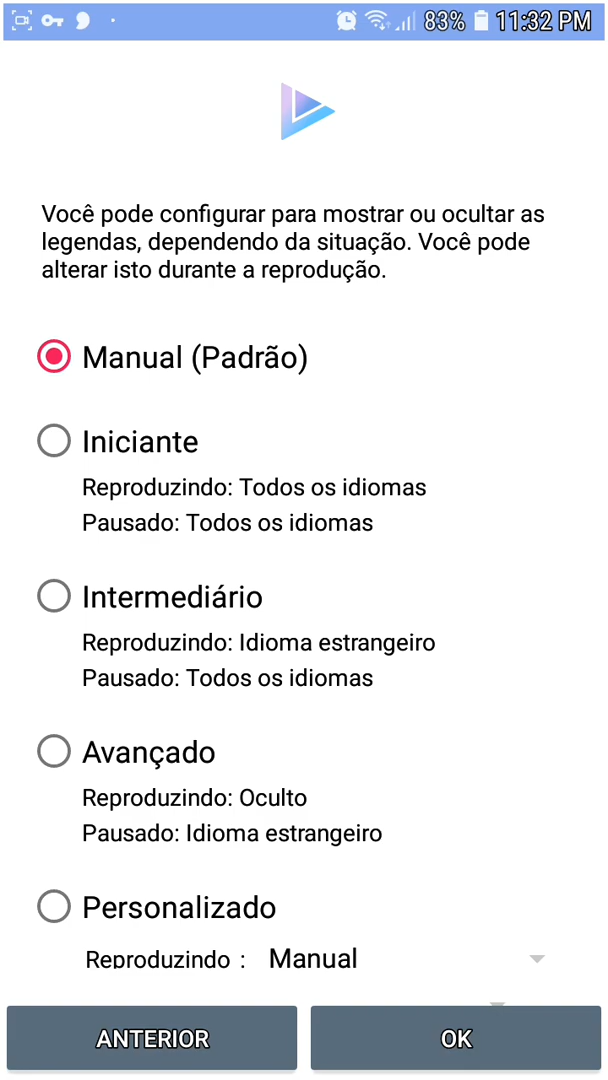 83% 11:32 PM
Você pode configurar para mostrar ou ocultar as
legendas, dependendo da situação. Você pode
alterar isto durante a reprodução.
Manual (Padrão)
Iniciante
Reproduzindo: Todos os idiomas
Pausado: Todos os idiomas
Intermediário
Reproduzindo: Idioma estrangeiro
Pausado: Todos os idiomas
Avançado
Reproduzindo: Oculto
Pausado: Idioma estrangeiro
Personalizado
Reproduzindo : Manual
ANTERIOR OK